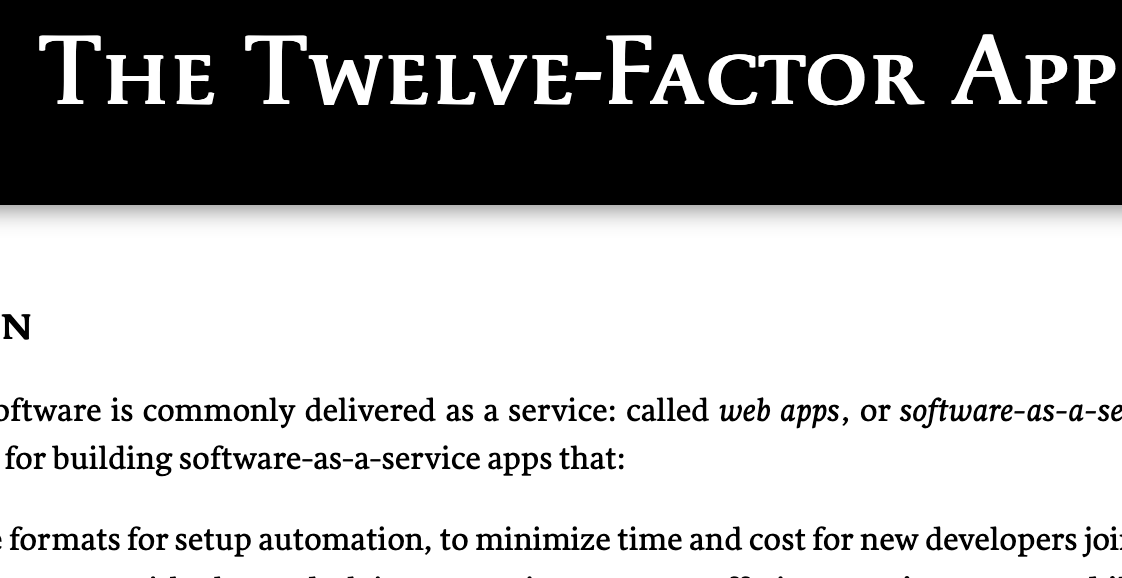 The Twelve-Factor App
N
oftware is commonly delivered as a service: called web apps, or software-as-a-se
for building software-as-a-service apps that:
e formats for setup automation, to minimize time and cost for new developers joi